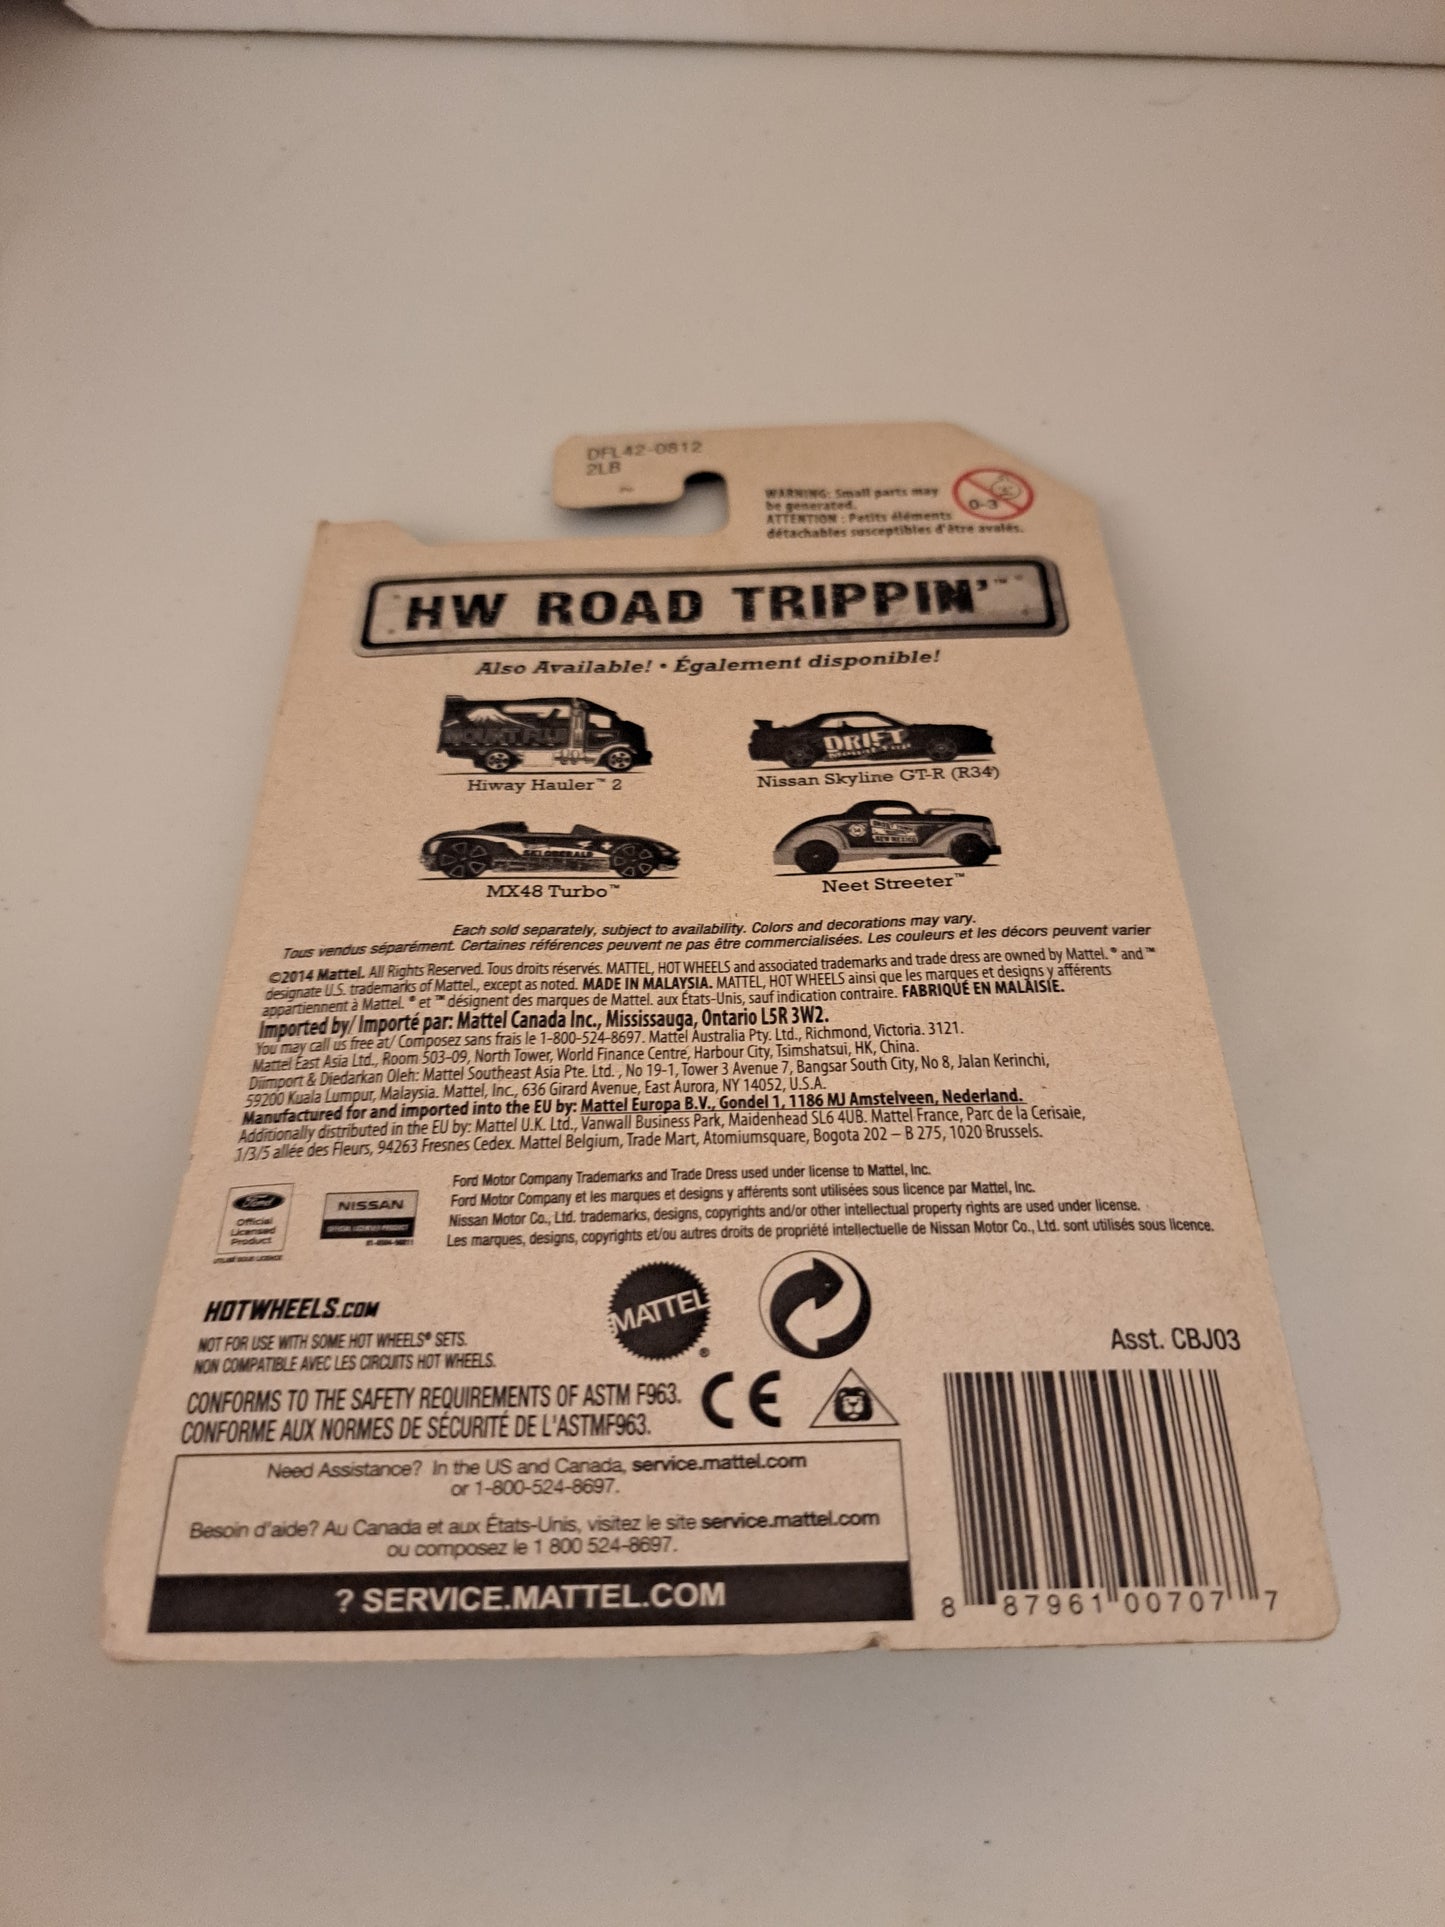 DFL42-0812
2LB
WARNING: Small parts may
be generated.
ATTENTION : Petits éléments
détachables susceptibles d'être avalés.
0-3
HW ROAD TRIPPIN'™
Also Available! • Également disponible!
MOUNT FUJI
Hiway Hauler™ 2
DRIFT
Nissan Skyline GT-R (R34)
MX48 Turbo™
NEW MEXICO
Neet Streeter™
Each sold separately, subject to availability. Colors and decorations may vary.
Tous vendus séparément. Certaines références peuvent ne pas être commercialisées. Les couleurs et les décors peuvent varier
©2014 Mattel. All Rights Reserved. Tous droits réservés. MATTEL, HOT WHEELS and associated trademarks and trade dress are owned by Mattel. ® and ™
designate U.S. trademarks of Mattel., except as noted. MADE IN MALAYSIA. MATTEL, HOT WHEELS ainsi que les marques et designs y afférents
appartiennent à Mattel. ® et ™ désignent des marques de Mattel. aux États-Unis, sauf indication contraire. FABRIQUÉ EN MALAISIE.
Imported by/ Importé par: Mattel Canada Inc., Mississauga, Ontario L5R 3W2.
You may call us free at/ Composez sans frais le 1-800-524-8697. Mattel Australia Pty. Ltd., Richmond, Victoria. 3121.
Mattel East Asia Ltd., Room 503-09, North Tower, World Finance Centre, Harbour City, Tsimshatsui, HK, China.
Diimport & Diedarkan Oleh: Mattel Southeast Asia Pte. Ltd. , No 19-1, Tower 3 Avenue 7, Bangsar South City, No 8, Jalan Kerinchi,
59200 Kuala Lumpur, Malaysia. Mattel, Inc., 636 Girard Avenue, East Aurora, NY 14052, U.S.A.
Manufactured for and imported into the EU by: Mattel Europa B.V., Gondel 1, 1186 MJ Amstelveen, Nederland.
Additionally distributed in the EU by: Mattel U.K. Ltd., Vanwall Business Park, Maidenhead SL6 4UB. Mattel France, Parc de la Cerisaie,
1/3/5 allée des Fleurs, 94263 Fresnes Cedex. Mattel Belgium, Trade Mart, Atomiumsquare, Bogota 202 – B 275, 1020 Brussels.
Ford
Official
Licensed
Product
UTILISÉ SOUS LICENCE
NISSAN
OFFICIAL LICENSED PRODUCT
Ford Motor Company Trademarks and Trade Dress used under license to Mattel, Inc.
Ford Motor Company et les marques et designs y afférents sont utilisées sous licence par Mattel, Inc.
Nissan Motor Co., Ltd. trademarks, designs, copyrights and/or other intellectual property rights are used under license.
Les marques, designs, copyrights et/ou autres droits de propriété intellectuelle de Nissan Motor Co., Ltd. sont utilisés sous licence.
HOTWHEELS.COM
NOT FOR USE WITH SOME HOT WHEELS® SETS.
NON COMPATIBLE AVEC LES CIRCUITS HOT WHEELS.
MATTEL®
Asst. CBJ03
CONFORMS TO THE SAFETY REQUIREMENTS OF ASTM F963.
CONFORME AUX NORMES DE SÉCURITÉ DE L'ASTMF963.
CE
Need Assistance? In the US and Canada, service.mattel.com
or 1-800-524-8697.
Besoin d'aide? Au Canada et aux États-Unis, visitez le site service.mattel.com
ou composez le 1 800 524-8697.
? SERVICE.MATTEL.COM
8 87961 00707 7